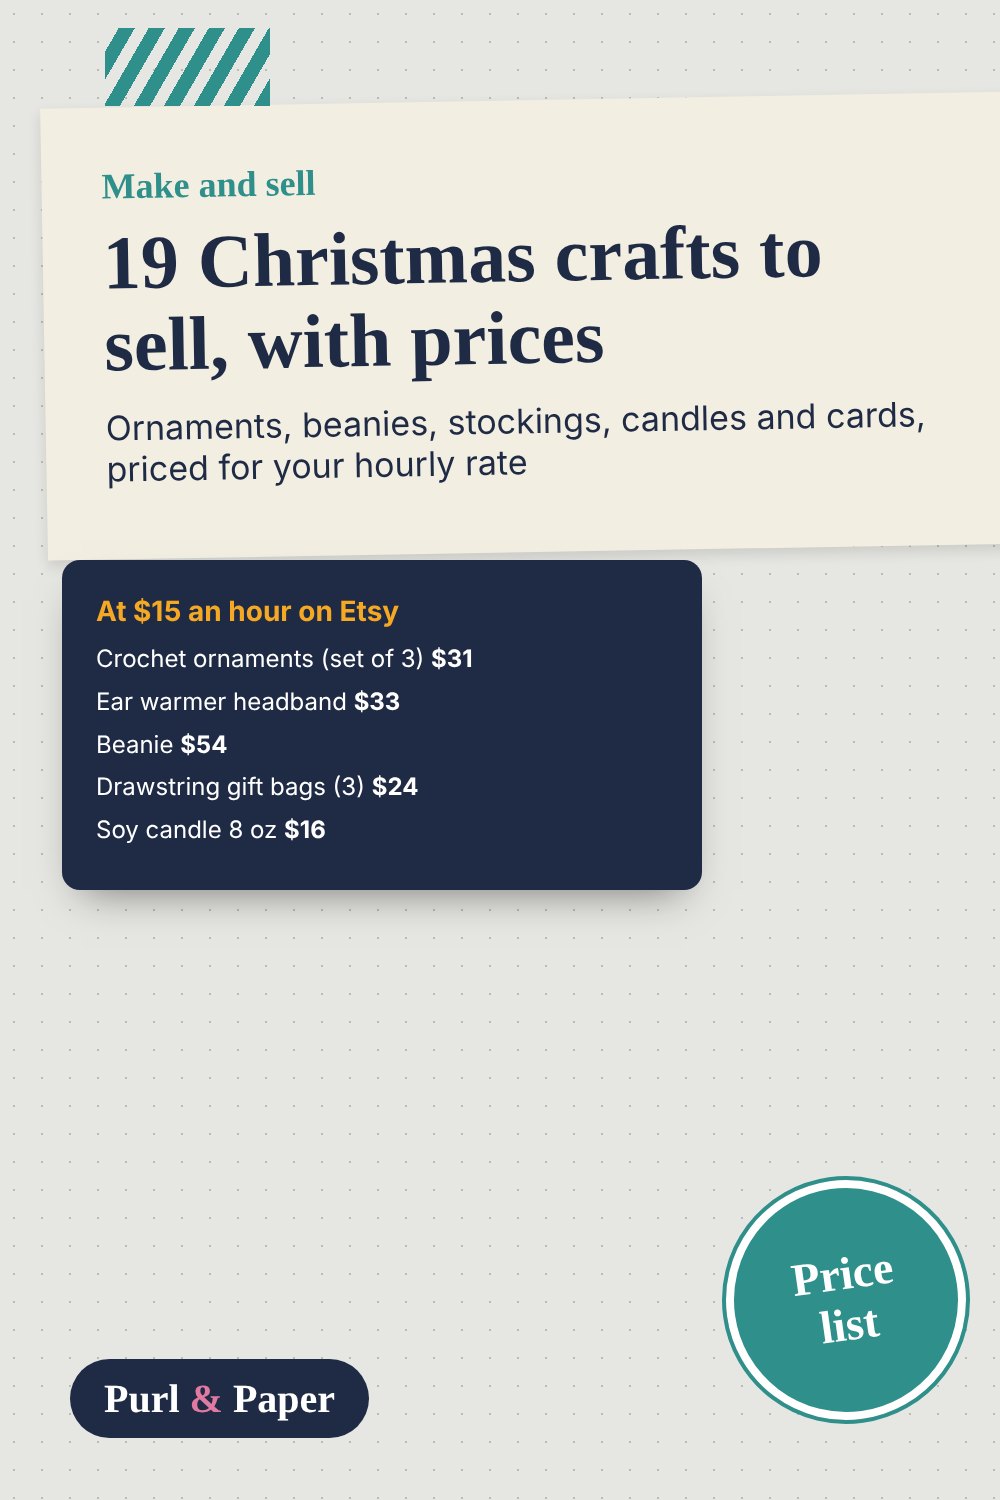 Make and sell
19 Christmas crafts to
sell, with prices
Ornaments, beanies, stockings, candles and cards,
priced for your hourly rate
At $15 an hour on Etsy
Crochet ornaments (set of 3) $31
Ear warmer headband $33
Beanie $54
Drawstring gift bags (3) $24
Soy candle 8 oz $16
Price
list
Purl & Paper